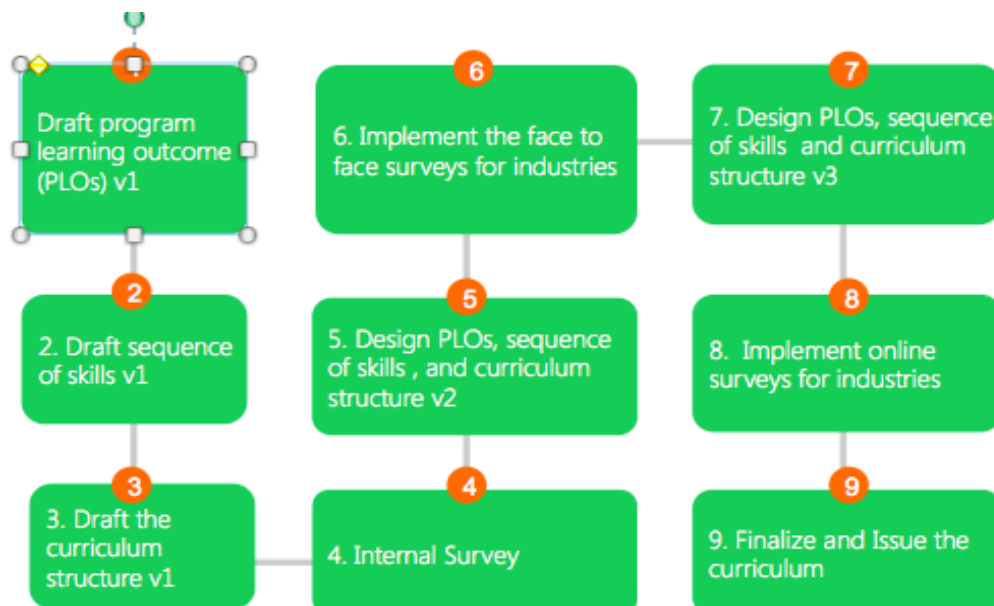 Draft program
learning outcome
(PLOs) v1
2
2. Draft sequence
of skills v1
3
3. Draft the
curriculum
structure v1
4
4. Internal Survey
5
5. Design PLOs, sequence
of skills , and curriculum
structure v2
6
6. Implement the face to
face surveys for industries
7
7. Design PLOs, sequence
of skills and curriculum
structure v3
8
8. Implement online
surveys for industries
9
9. Finalize and Issue the
curriculum